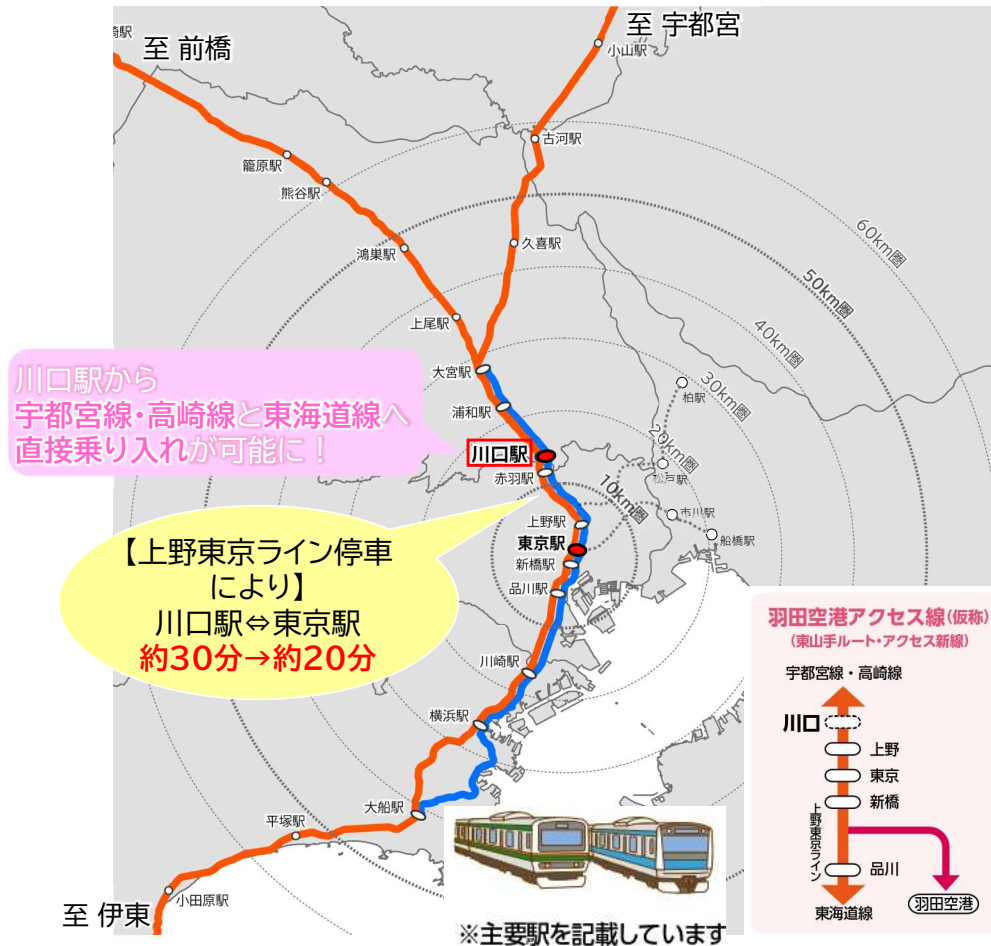 至 前橋
至 宇都宮
小山駅
古河駅
籠原駅
熊谷駅
鴻巣駅
久喜駅
上尾駅
大宮駅
浦和駅
60km圏
50km圏
40km圏
30km圏
20km圏
10km圏
柏駅
松戸駅
市川駅
船橋駅
川口駅から
宇都宮線・高崎線と東海道線へ
直接乗り入れが可能に！
川口駅
赤羽駅
上野駅
東京駅
新橋駅
品川駅
【上野東京ライン停車
により】
川口駅⇔東京駅
約30分→約20分
川崎駅
横浜駅
大船駅
平塚駅
小田原駅
至 伊東
羽田空港アクセス線(仮称)
(東山手ルート・アクセス新線)
宇都宮線・高崎線
川口
上野
東京
新橋
上野東京ライン
品川
東海道線
羽田空港
※主要駅を記載しています